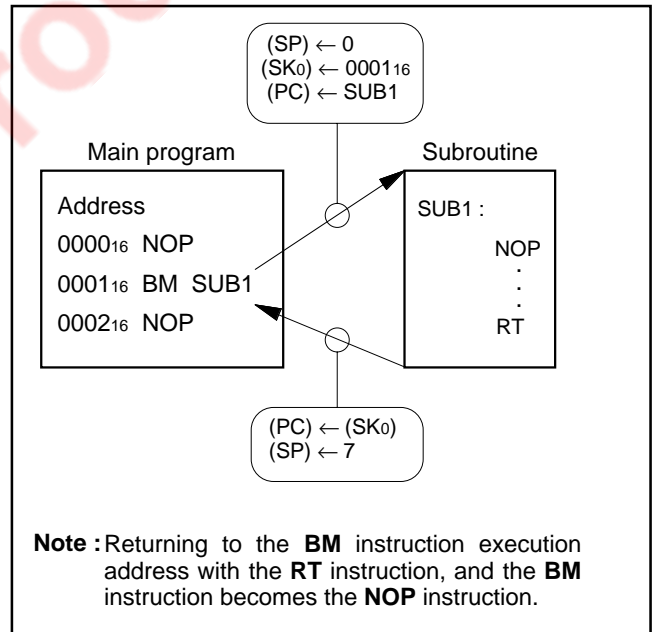 (SP) ← 0
(SK0) ← 000116
(PC) ← SUB1
Main program
Subroutine
Address
000016 NOP
000116 BM SUB1
000216 NOP
SUB1 :
NOP
.
.
.
RT
(PC) ← (SK0)
(SP) ← 7
Note : Returning to the BM instruction execution
address with the RT instruction, and the BM
instruction becomes the NOP instruction.